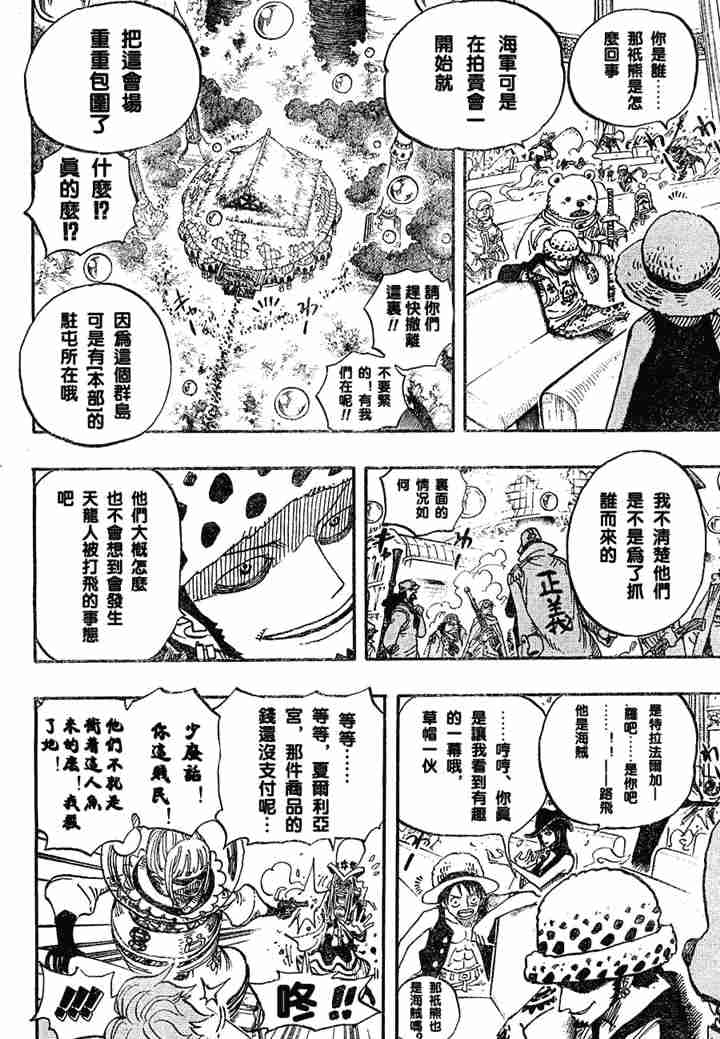 你是誰……
那祇熊是怎
麼回事
海軍可是
在拍賣會一
開始就
把這會場
重重包圍了
什麼!?
真的麼!?
請你們
趕快撤離
這裏!!
不要緊
的!有我
們在呢!!
因爲這個群島
可是有[本部]的
駐屯所在哦
我不清楚他們
是不是為了抓
誰而來的
裏面的
情況如
何
正義
他們大概怎麼
也不會想到會發生
天龍人被打飛的事態
吧
是特拉法爾加—
羅吧……是你吧
……!——路飛
他是海賊
……哼哼、你真
是讓我看到有趣
的一幕哦,
草帽一伙
那祇熊也
是海賊嗎?
等等……
等等,夏爾利亞
宮,那件商品的
錢還沒支付呢…
少廢話!
你這賤民!
他們不就是
衝着這人魚
來的麼!我殺
了地!
咚!!
!!!